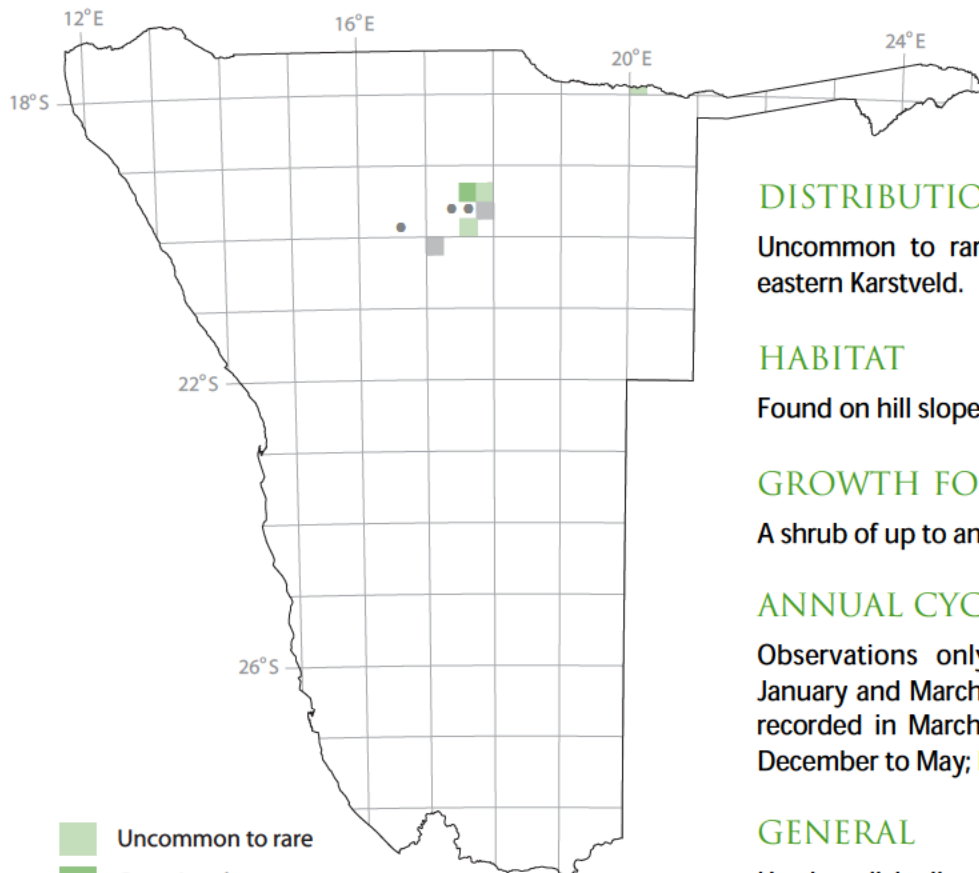 12°E
16°E
20°E
24°E
18°S
22°S
26°S
Uncommon to rare
DISTRIBUTIO
Uncommon to rar
eastern Karstveld.
HABITAT
Found on hill slope
GROWTH FO
A shrub of up to an
ANNUAL CYC
Observations only
January and March
recorded in March
December to May;
GENERAL